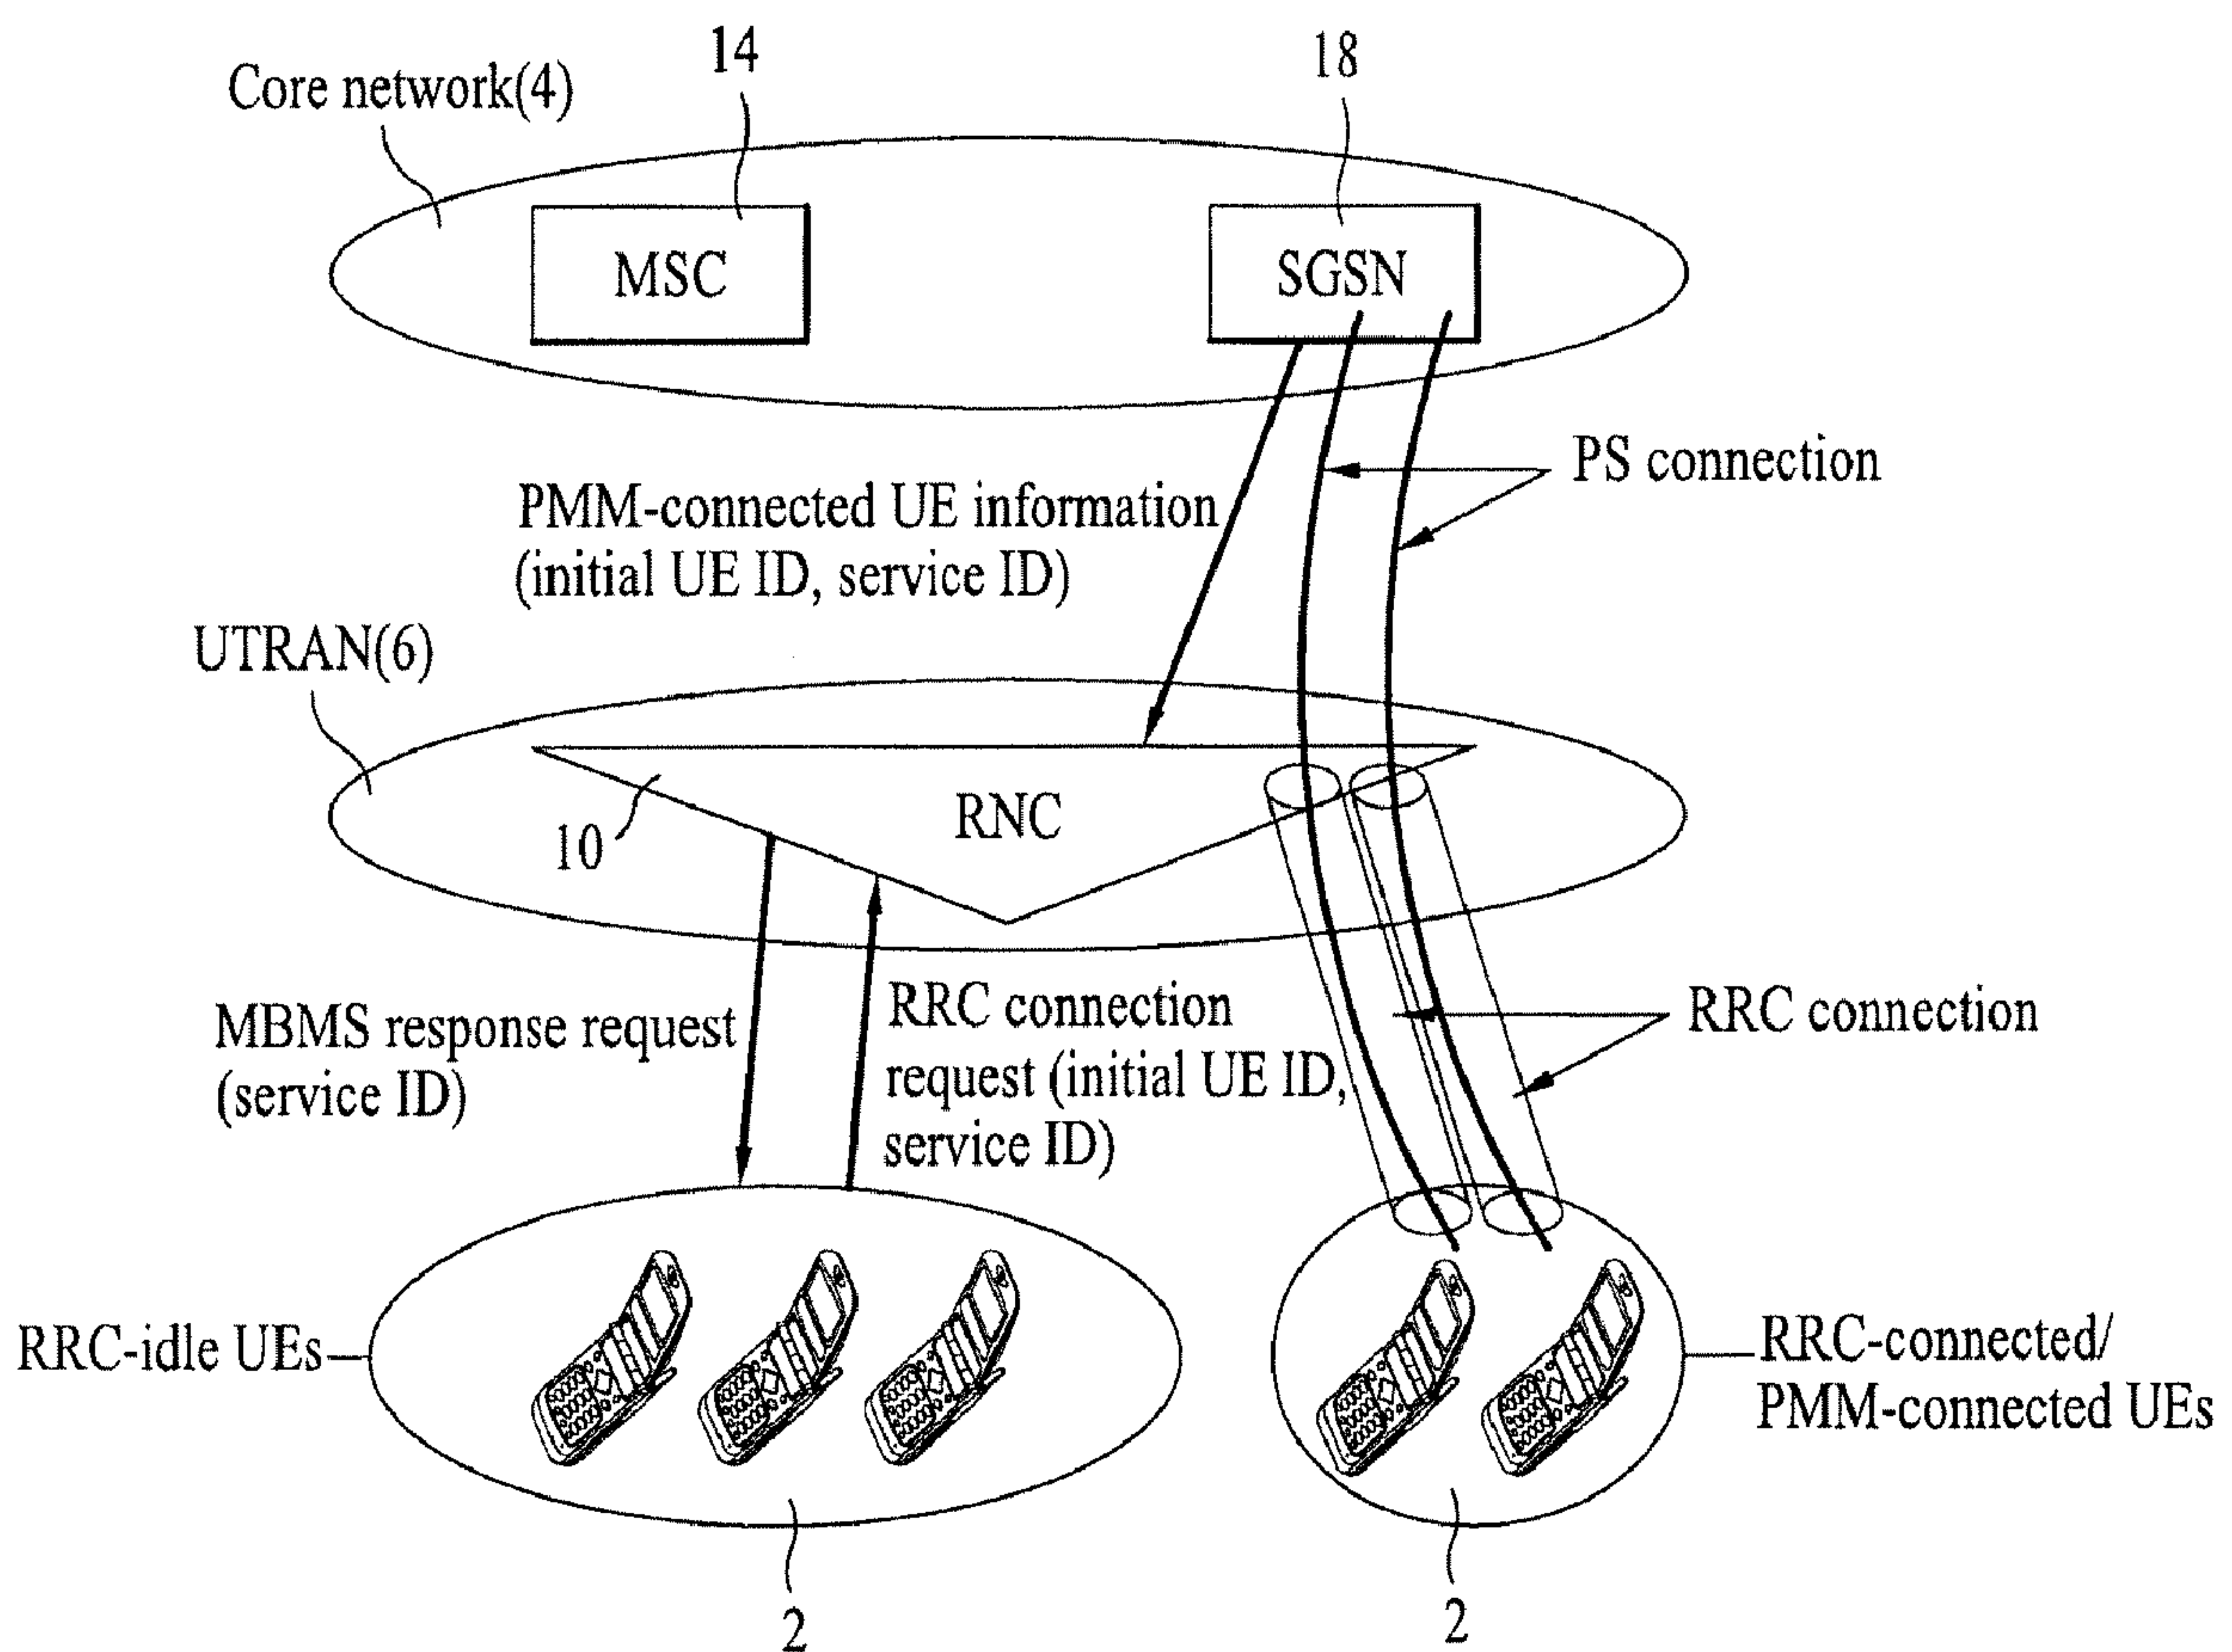 14
18
Core network(4)
MSC
SGSN
PS connection
PMM-connected UE information
(initial UE ID, service ID)
UTRAN(6)
10
RNC
MBMS response request
(service ID)
RRC connection
request (initial UE ID,
service ID)
RRC connection
RRC-idle UEs
RRC-connected/
PMM-connected UEs
2
2